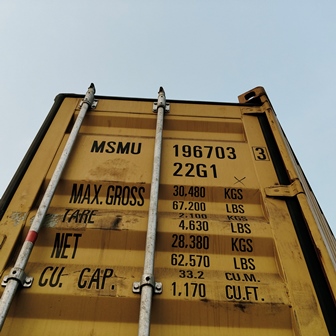 MSMU 196703 3
22G1
MAX. GROSS 30,480 KGS
67,200 LBS
TARE 2,100 KGS
4,630 LBS
NET 28,380 KGS
62,570 LBS
CU. CAP. 33.2 CU.M.
1,170 CU.FT.